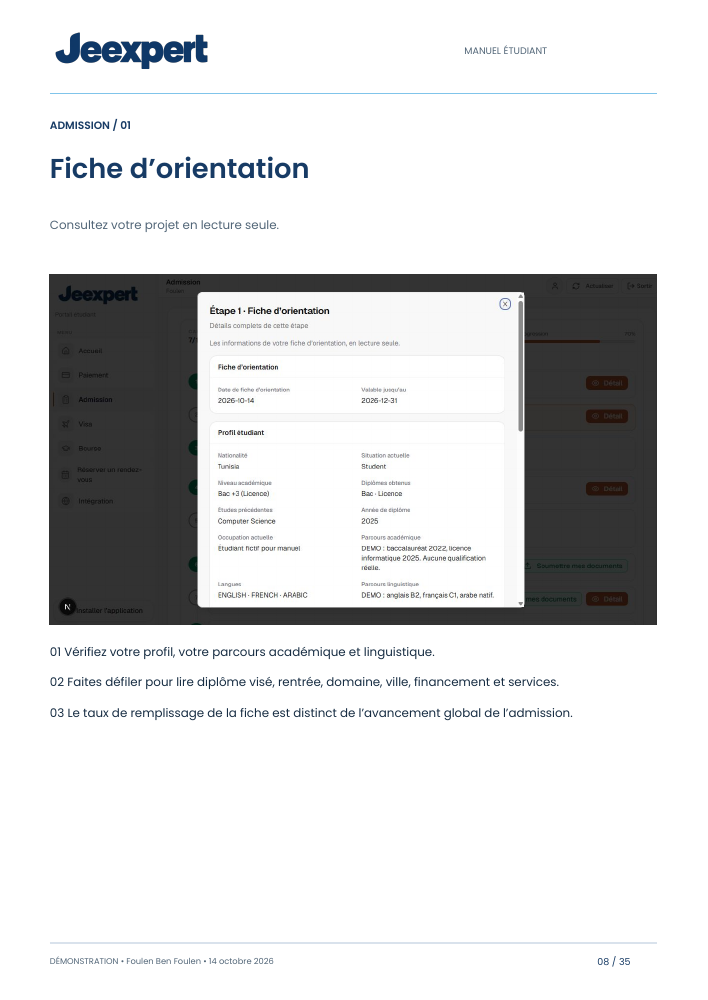 Jeexpert
MANUEL ÉTUDIANT
ADMISSION / 01
Fiche d’orientation
Consultez votre projet en lecture seule.
Jeexpert
Portail étudiant
MENU
Accueil
Paiement
Admission
Visa
Bourse
Réserver un rendez-
vous
Intégration
Installer l'application
N
Admission
Foulen
Actualiser
Sortir
Étape 1 · Fiche d'orientation
X
Détails complets de cette étape
Les informations de votre fiche d'orientation, en lecture seule.
Fiche d'orientation
Date de fiche d'orientation
Valable jusqu'au
2026-10-14
2026-12-31
Profil étudiant
Nationalité
Situation actuelle
Tunisia
Student
Niveau académique
Diplômes obtenus
Bac +3 (Licence)
Bac · Licence
Études précédentes
Année de diplôme
Computer Science
2025
Occupation actuelle
Parcours académique
Étudiant fictif pour manuel
DEMO : baccalauréat 2022, licence
informatique 2025. Aucune qualification
réelle.
Langues
Parcours linguistique
ENGLISH · FRENCH · ARABIC
DEMO : anglais B2, français C1, arabe natif.
Détail
Détail
Détail
Soumettre mes documents
mes documents
Détail
01 Vérifiez votre profil, votre parcours académique et linguistique.
02 Faites défiler pour lire diplôme visé, rentrée, domaine, ville, financement et services.
03 Le taux de remplissage de la fiche est distinct de l’avancement global de l’admission.
DÉMONSTRATION • Foulen Ben Foulen • 14 octobre 2026
08 / 35